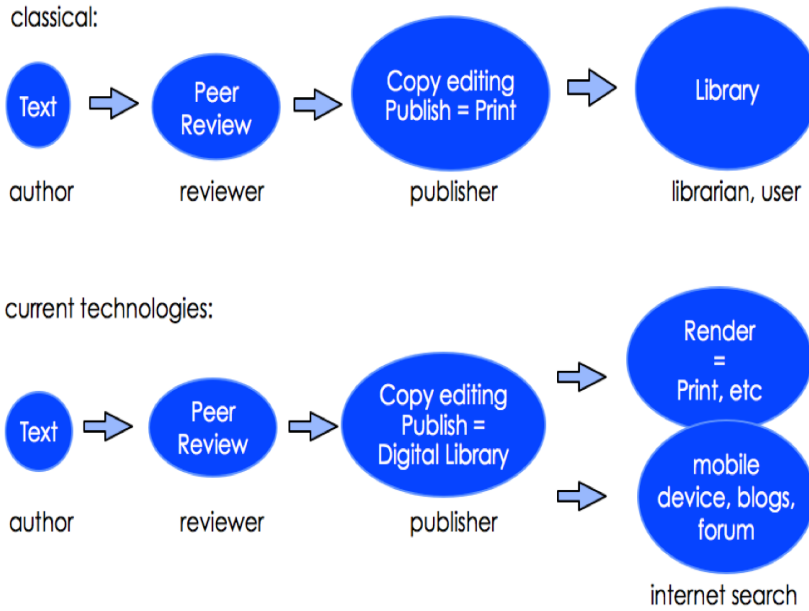 classical:
Text
Peer
Review
Copy editing
Publish = Print
Library
author
reviewer
publisher
librarian, user
current technologies:
Text
Peer
Review
Copy editing
Publish =
Digital Library
Render
=
Print, etc
mobile
device, blogs,
forum
author
reviewer
publisher
internet search